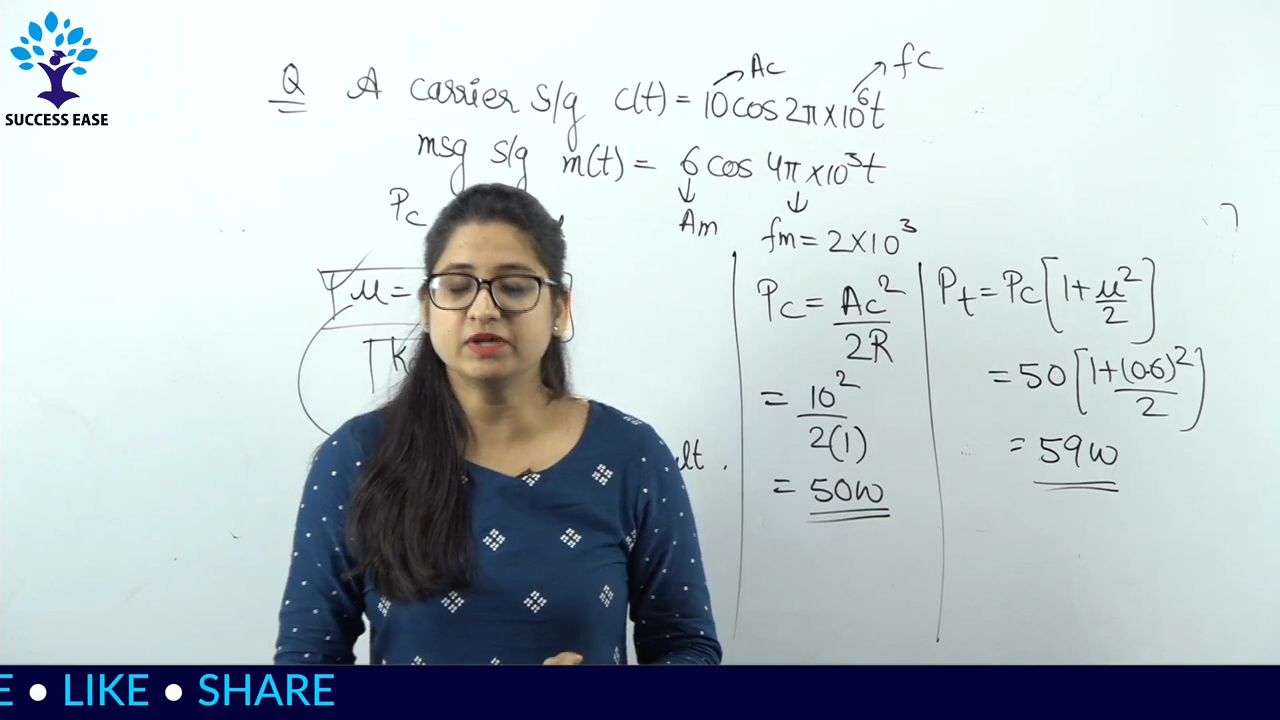 SUCCESS EASE
Q A carrier s/g c(t) = 10 cos 2π×10⁶t
→ Ac
→ fc
msg s/g m(t) = 6 cos 4π×10³t
Pc
↓ Am
↓ fm = 2×10³
μ =
Pc = Ac²/2R
= 10²/2(1)
= 50w
Pt = Pc[1+μ²/2]
= 50[1+(0.6)²/2]
= 59w
LIKE • SHARE